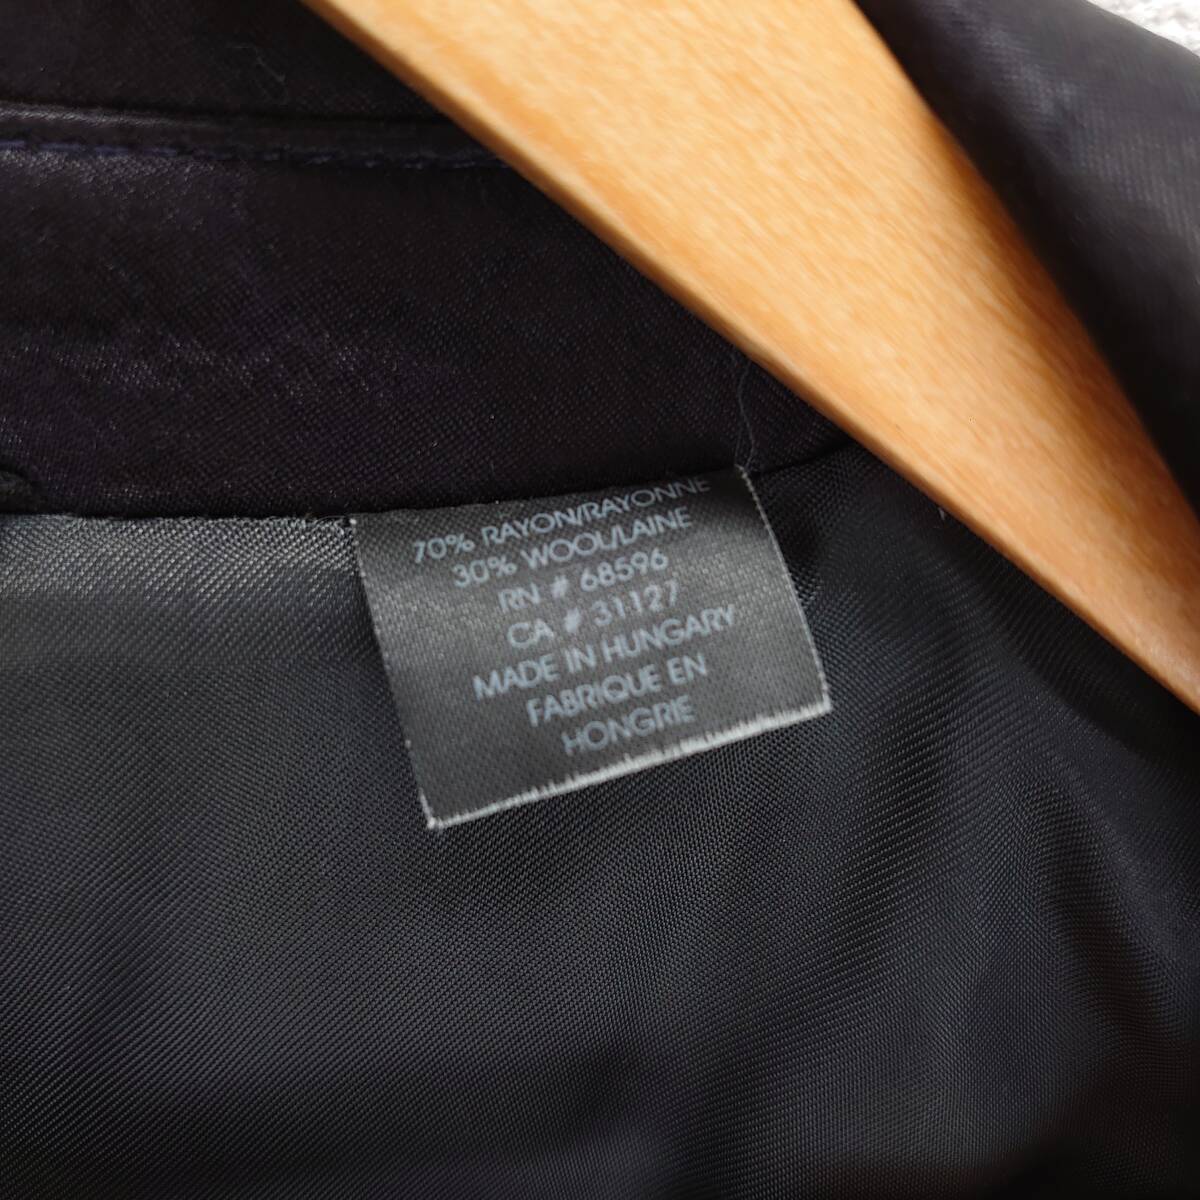 70% RAYON/RAYONNE
30% WOOL/LAINE
RN # 68596
CA # 31127
MADE IN HUNGARY
FABRIQUE EN
HONGRIE